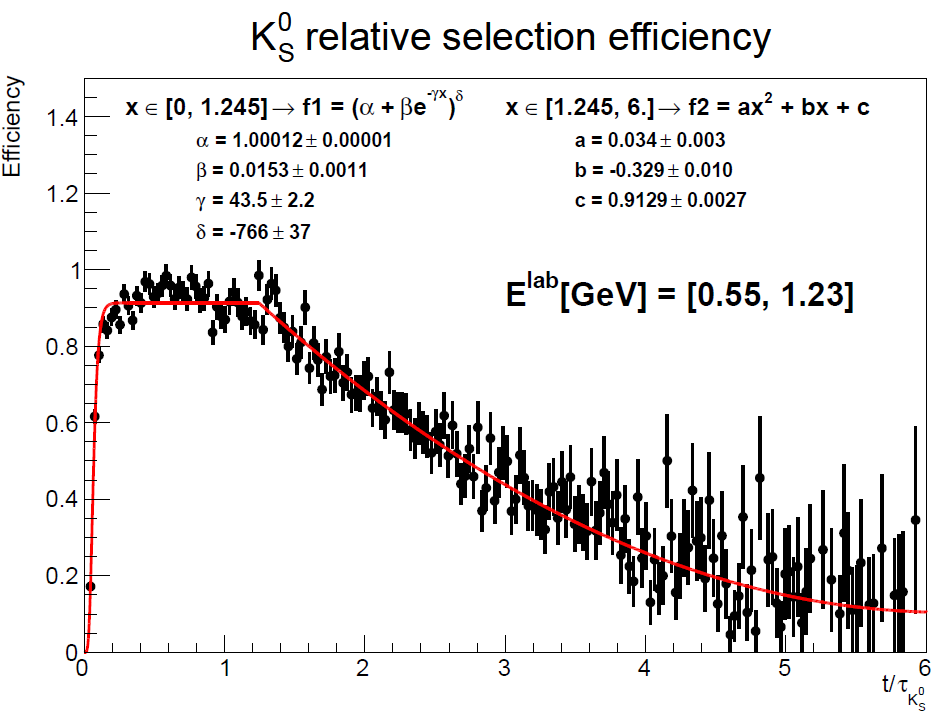 K_S^0 relative selection efficiency
Efficiency
x ∈ [0, 1.245] → f1 = (α + βe^{-γx})^δ
α = 1.00012 ± 0.00001
β = 0.0153 ± 0.0011
γ = 43.5 ± 2.2
δ = -766 ± 37
x ∈ [1.245, 6.] → f2 = ax² + bx + c
a = 0.034 ± 0.003
b = -0.329 ± 0.010
c = 0.9129 ± 0.0027
E^{lab}[GeV] = [0.55, 1.23]
1.4
1.2
1
0.8
0.6
0.4
0.2
0
0 1 2 3 4 5 6
t/τ_{K_S^0}